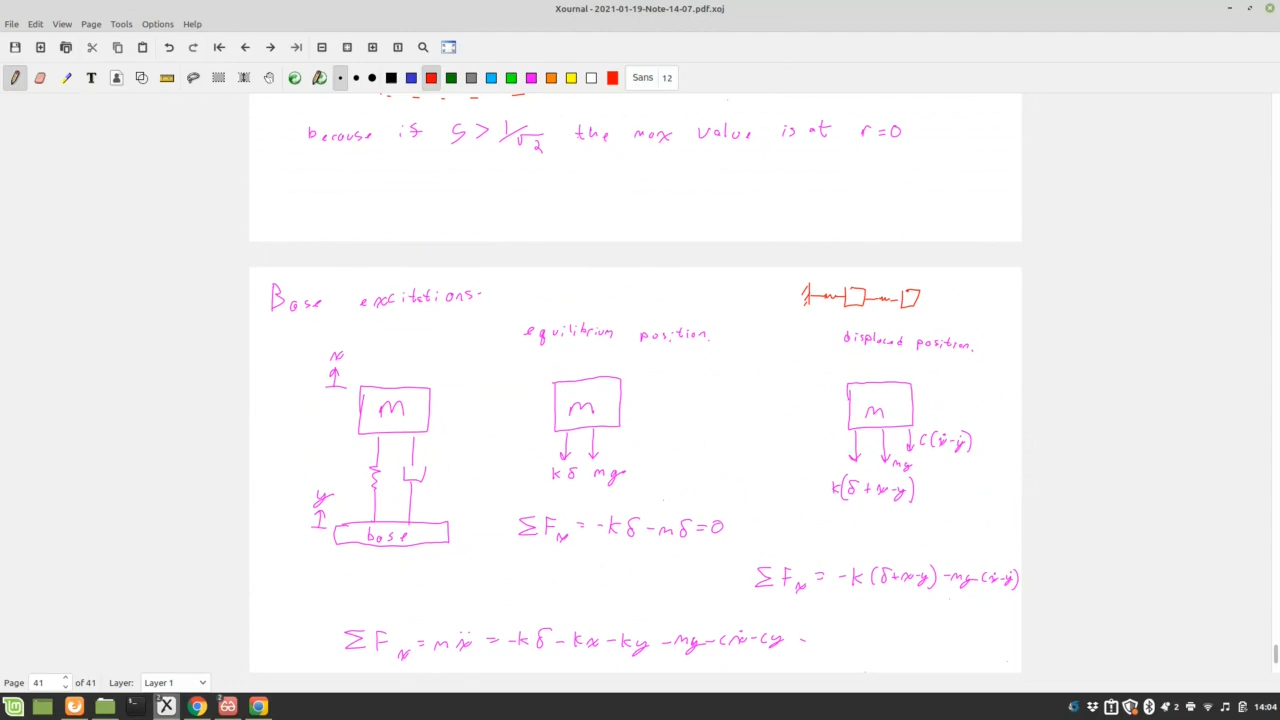 Xournal - 2021-01-19-Note-14-07.pdf.xoj
File Edit View Page Tools Options Help
Sans 12
because if ζ > 1/√2 the max value is at r=0
Base excitations.
equilibrium position.
displaced position.
x
m
m
m
c(ẋ-ẏ)
mg
kδ mg
k(δ+x-y)
y
base
ΣFx = -kδ - mδ = 0
ΣFx = -k(δ+x-y) -mg -c(ẋ-ẏ)
ΣFx = mẍ = -kδ - kx - ky - mg - cẋ - cy
Page 41 of 41 Layer: Layer 1
2 14:04